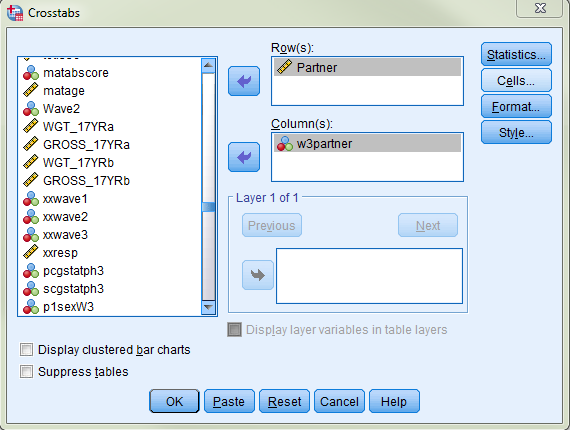 Crosstabs
matabscore
matage
Wave2
WGT_17YRa
GROSS_17YRa
WGT_17YRb
GROSS_17YRb
xxwave1
xxwave2
xxwave3
xxresp
pcgstatph3
scgstatph3
p1sexW3
Row(s):
Partner
Column(s):
w3partner
Layer 1 of 1
Previous
Next
Display layer variables in table layers
Statistics...
Cells...
Format...
Style...
Display clustered bar charts
Suppress tables
OK
Paste
Reset
Cancel
Help